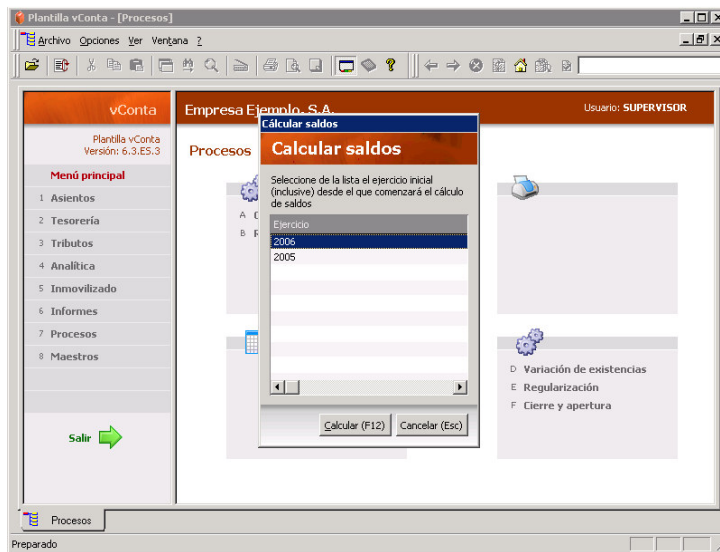 Plantilla vConta - [Procesos]
Archivo Opciones Ver Ventana ?
vConta
Plantilla vConta
Versión: 6.3.ES.3
Menú principal
1 Asientos
2 Tesorería
3 Tributos
4 Analítica
5 Inmovilizado
6 Informes
7 Procesos
8 Maestros
Salir
Empresa Ejemplo, S.A.
Usuario: SUPERVISOR
Procesos
A
B
Cálcular saldos
Calcular saldos
Seleccione de la lista el ejercicio inicial
(inclusive) desde el que comenzará el cálculo
de saldos
Ejercicio
2006
2005
Calcular (F12) Cancelar (Esc)
D Variación de existencias
E Regularización
F Cierre y apertura
Procesos
Preparado